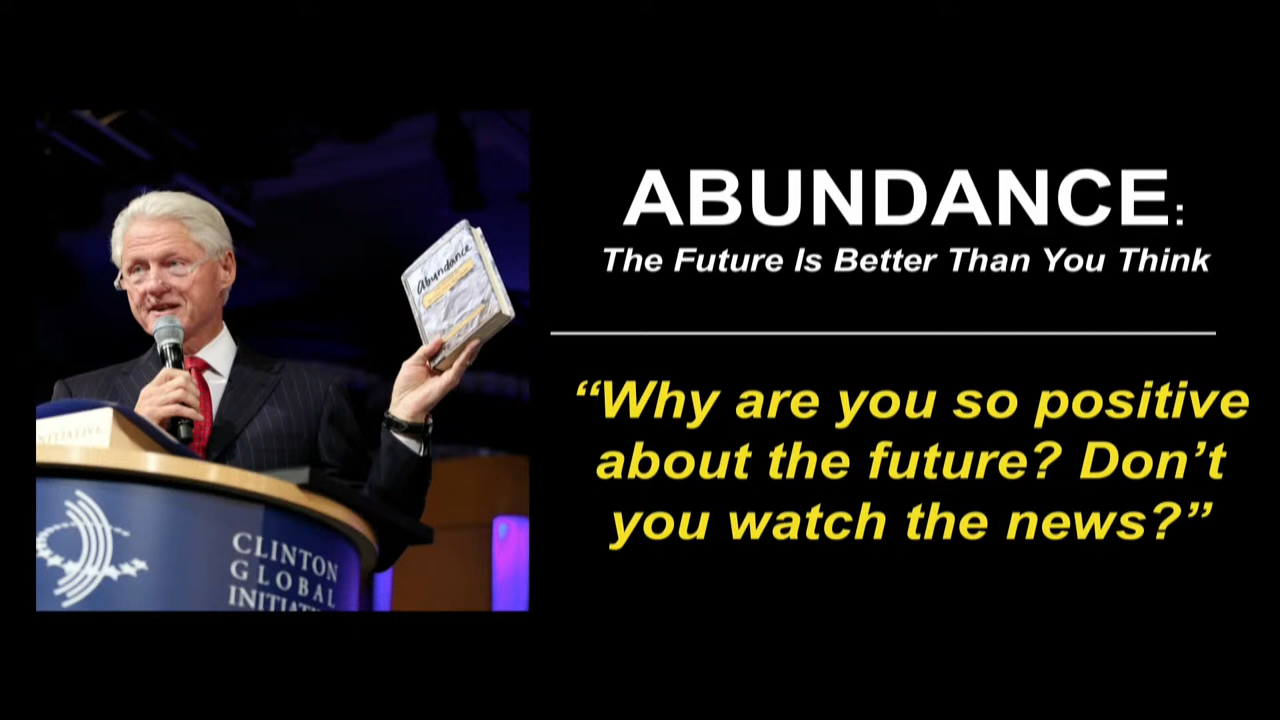 ABUNDANCE:
The Future Is Better Than You Think
“Why are you so positive
about the future? Don’t
you watch the news?”
Abundance
INITIATIVE
CLINTON
GLOBAL